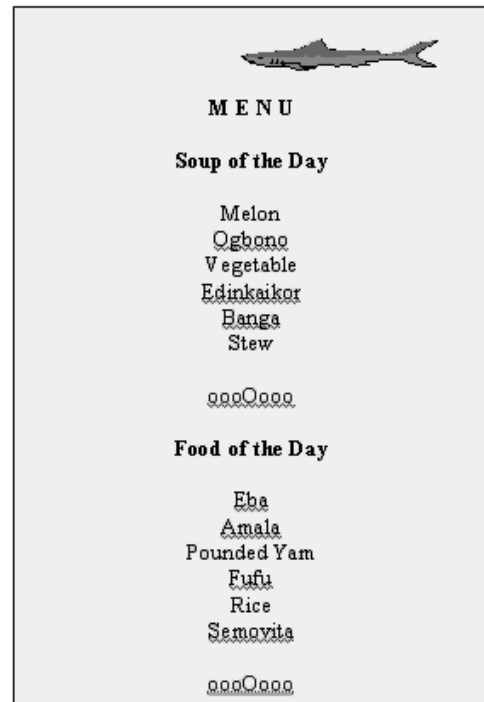 M E N U
Soup of the Day
Melon
Ogbono
Vegetable
Edinkaikor
Banga
Stew
oooOooo
Food of the Day
Eba
Amala
Pounded Yam
Fufu
Rice
Semovita
oooOooo